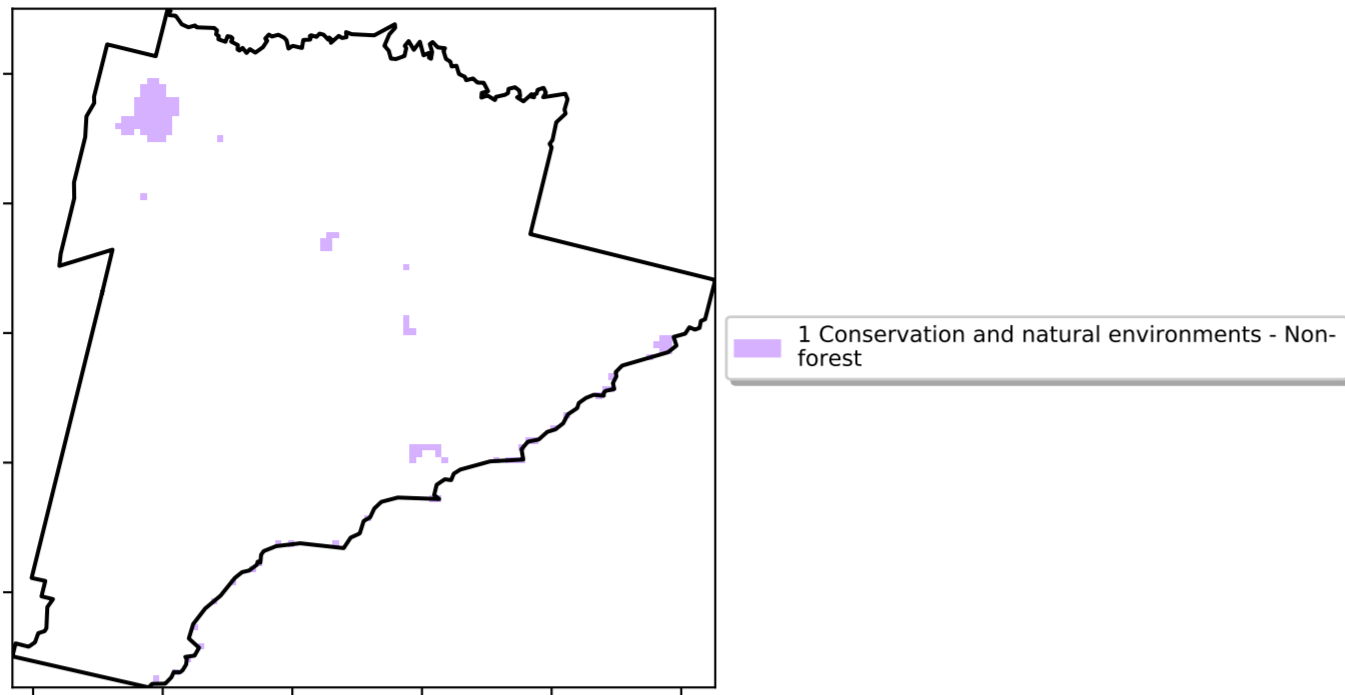 1 Conservation and natural environments - Non-
forest